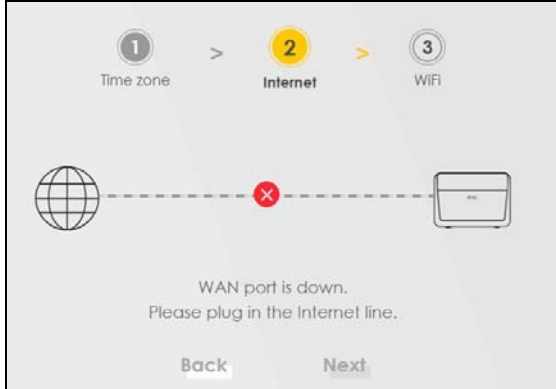 1 > 2 > 3
Time zone Internet WiFi
WAN port is down.
Please plug in the Internet line.
Back Next